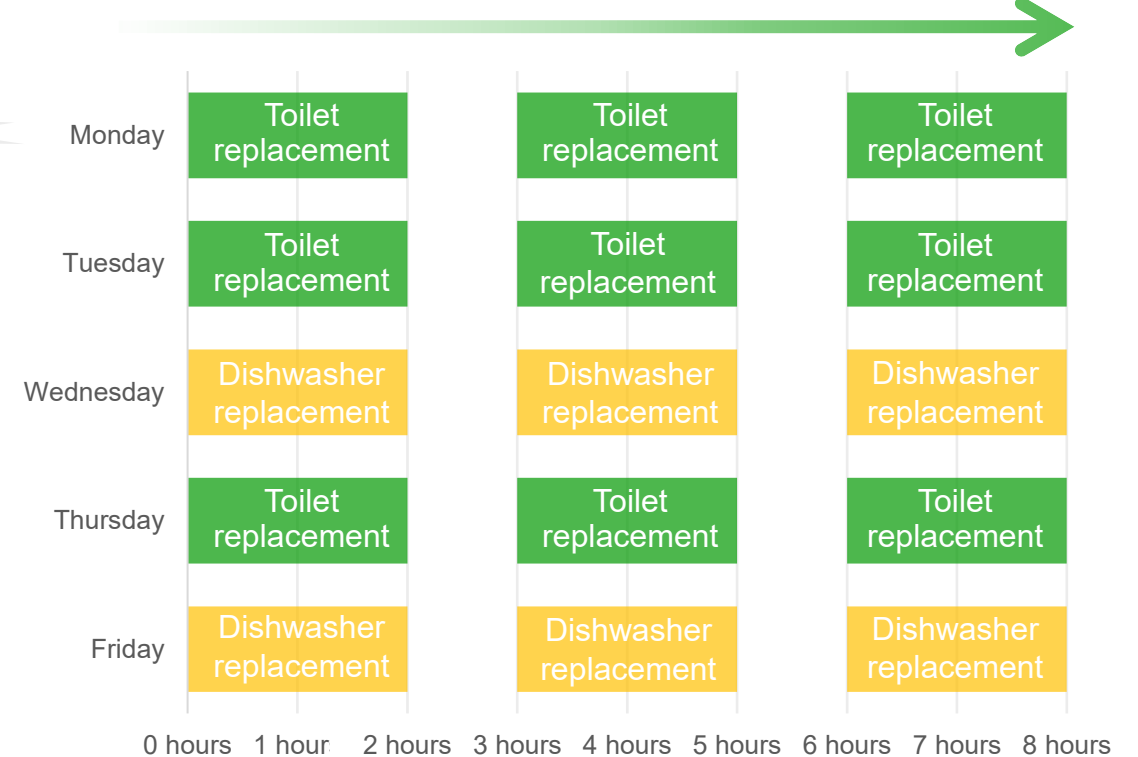 Monday
Toilet
replacement
Toilet
replacement
Toilet
replacement
Tuesday
Toilet
replacement
Toilet
replacement
Toilet
replacement
Wednesday
Dishwasher
replacement
Dishwasher
replacement
Dishwasher
replacement
Thursday
Toilet
replacement
Toilet
replacement
Toilet
replacement
Friday
Dishwasher
replacement
Dishwasher
replacement
Dishwasher
replacement
0 hours 1 hour 2 hours 3 hours 4 hours 5 hours 6 hours 7 hours 8 hours